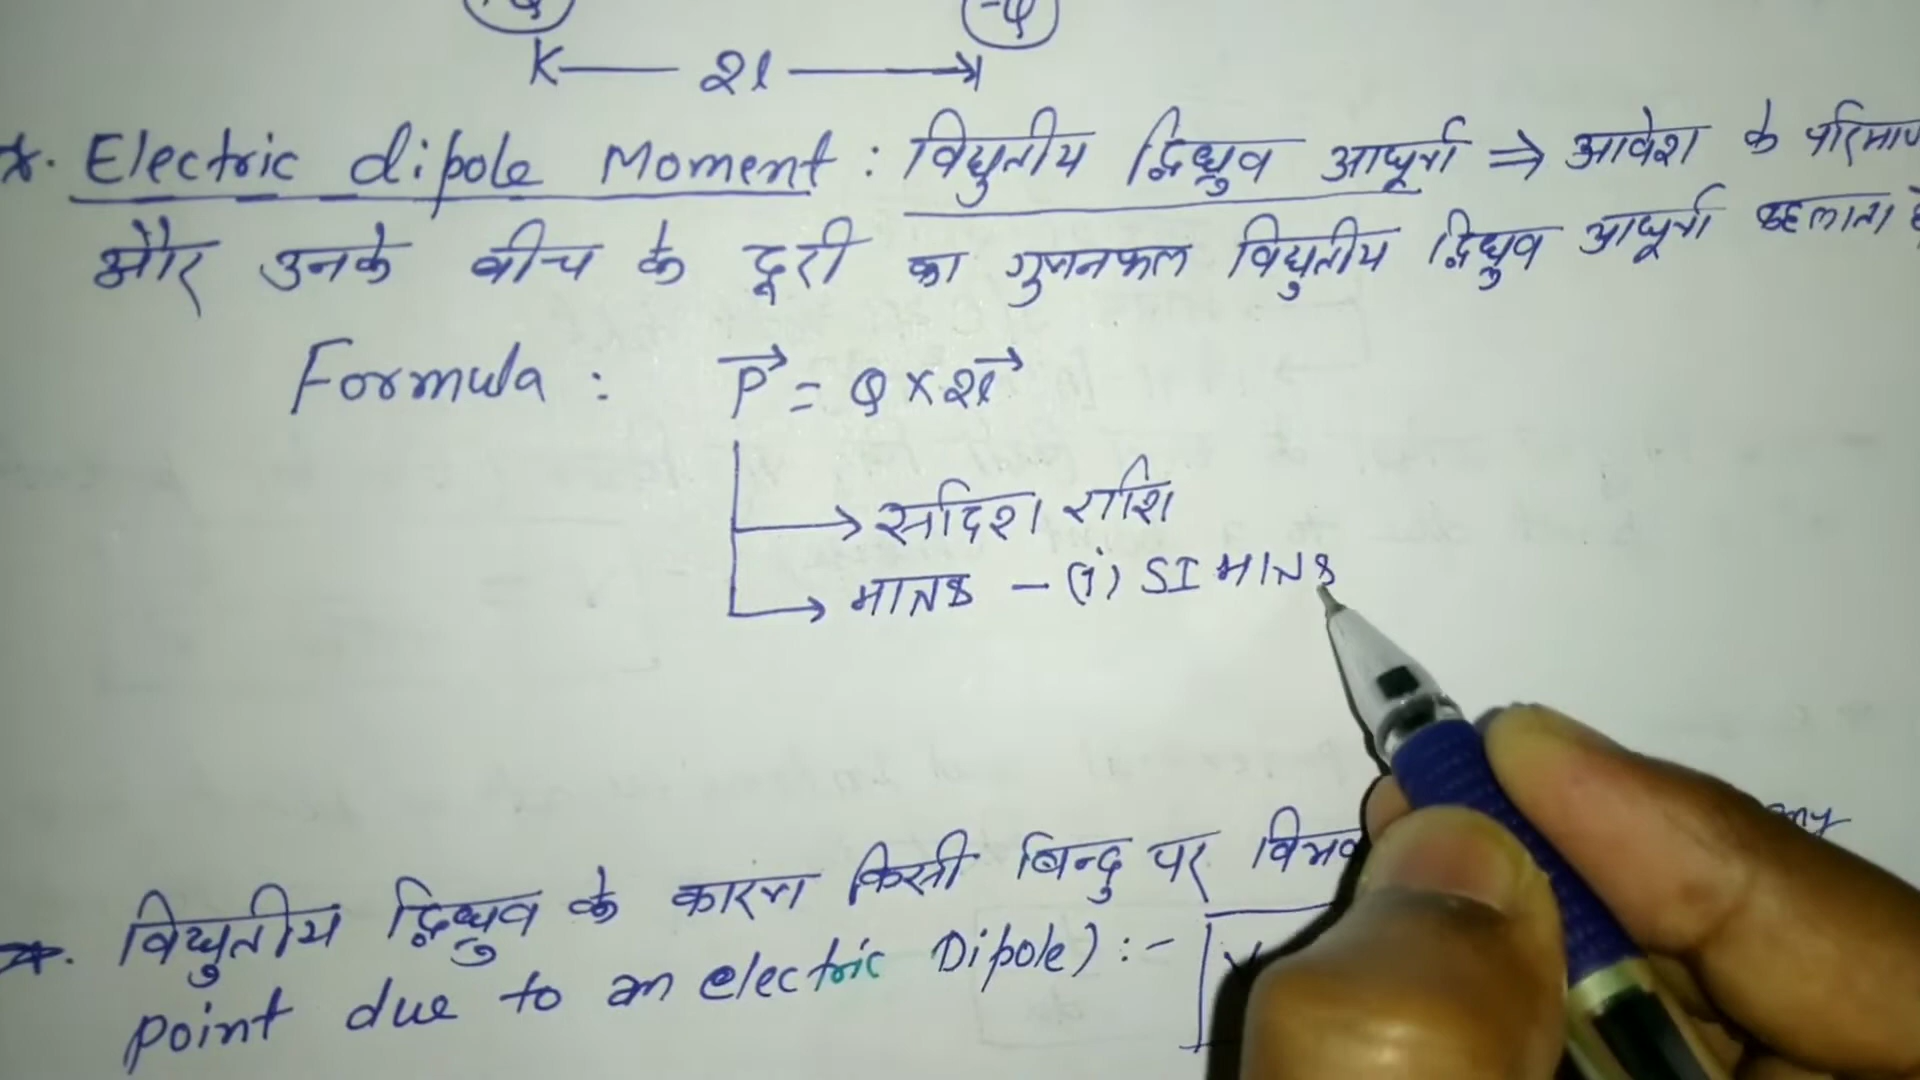 -Q
K— 2l —>
*. Electric dipole Moment : विद्युतीय द्विध्रुव आघूर्ण ⇒ आवेश के परिमाण
और उनके बीच के दूरी का गुणनफल विद्युतीय द्विध्रुव आघूर्ण कहलाता है
Formula : P⃗ = Q × 2l⃗
→ सदिश राशि
→ मात्रक – (i) SI मात्रक
*. विद्युतीय द्विध्रुव के कारण किसी बिन्दु पर विभव
any
point due to an electric Dipole) :- V